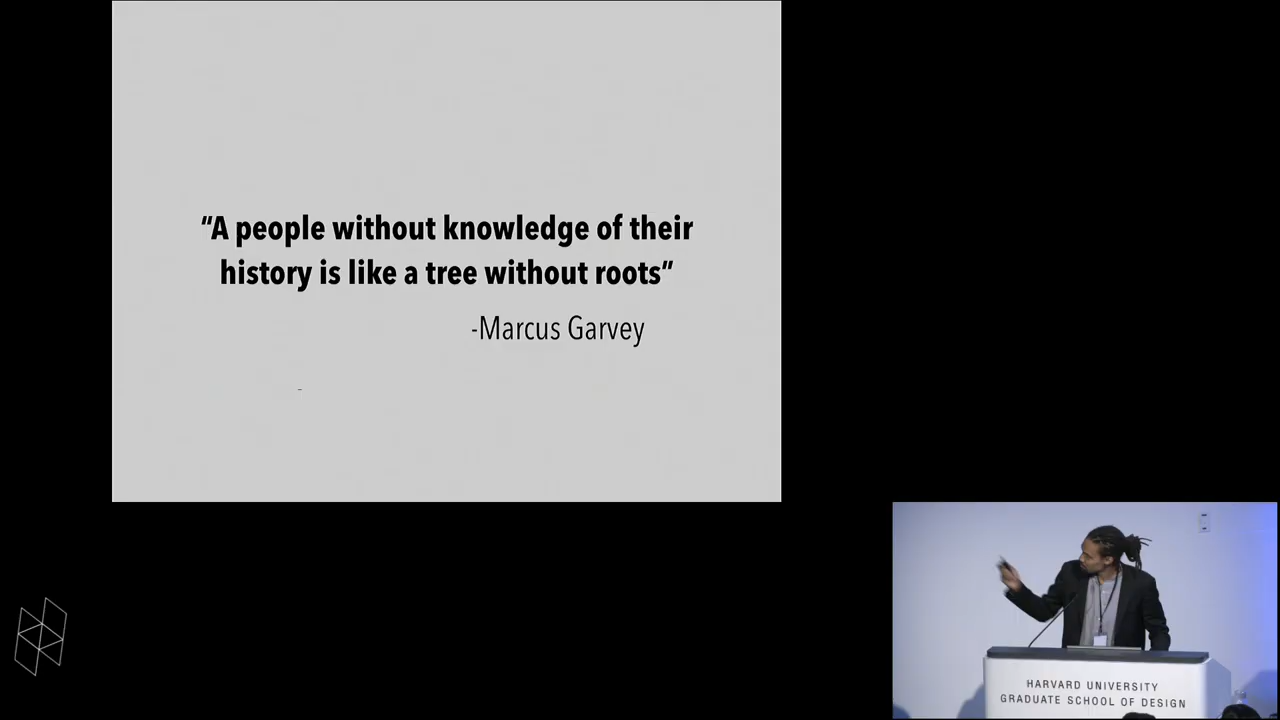 “A people without knowledge of their
history is like a tree without roots”
-Marcus Garvey
HARVARD UNIVERSITY
GRADUATE SCHOOL OF DESIGN